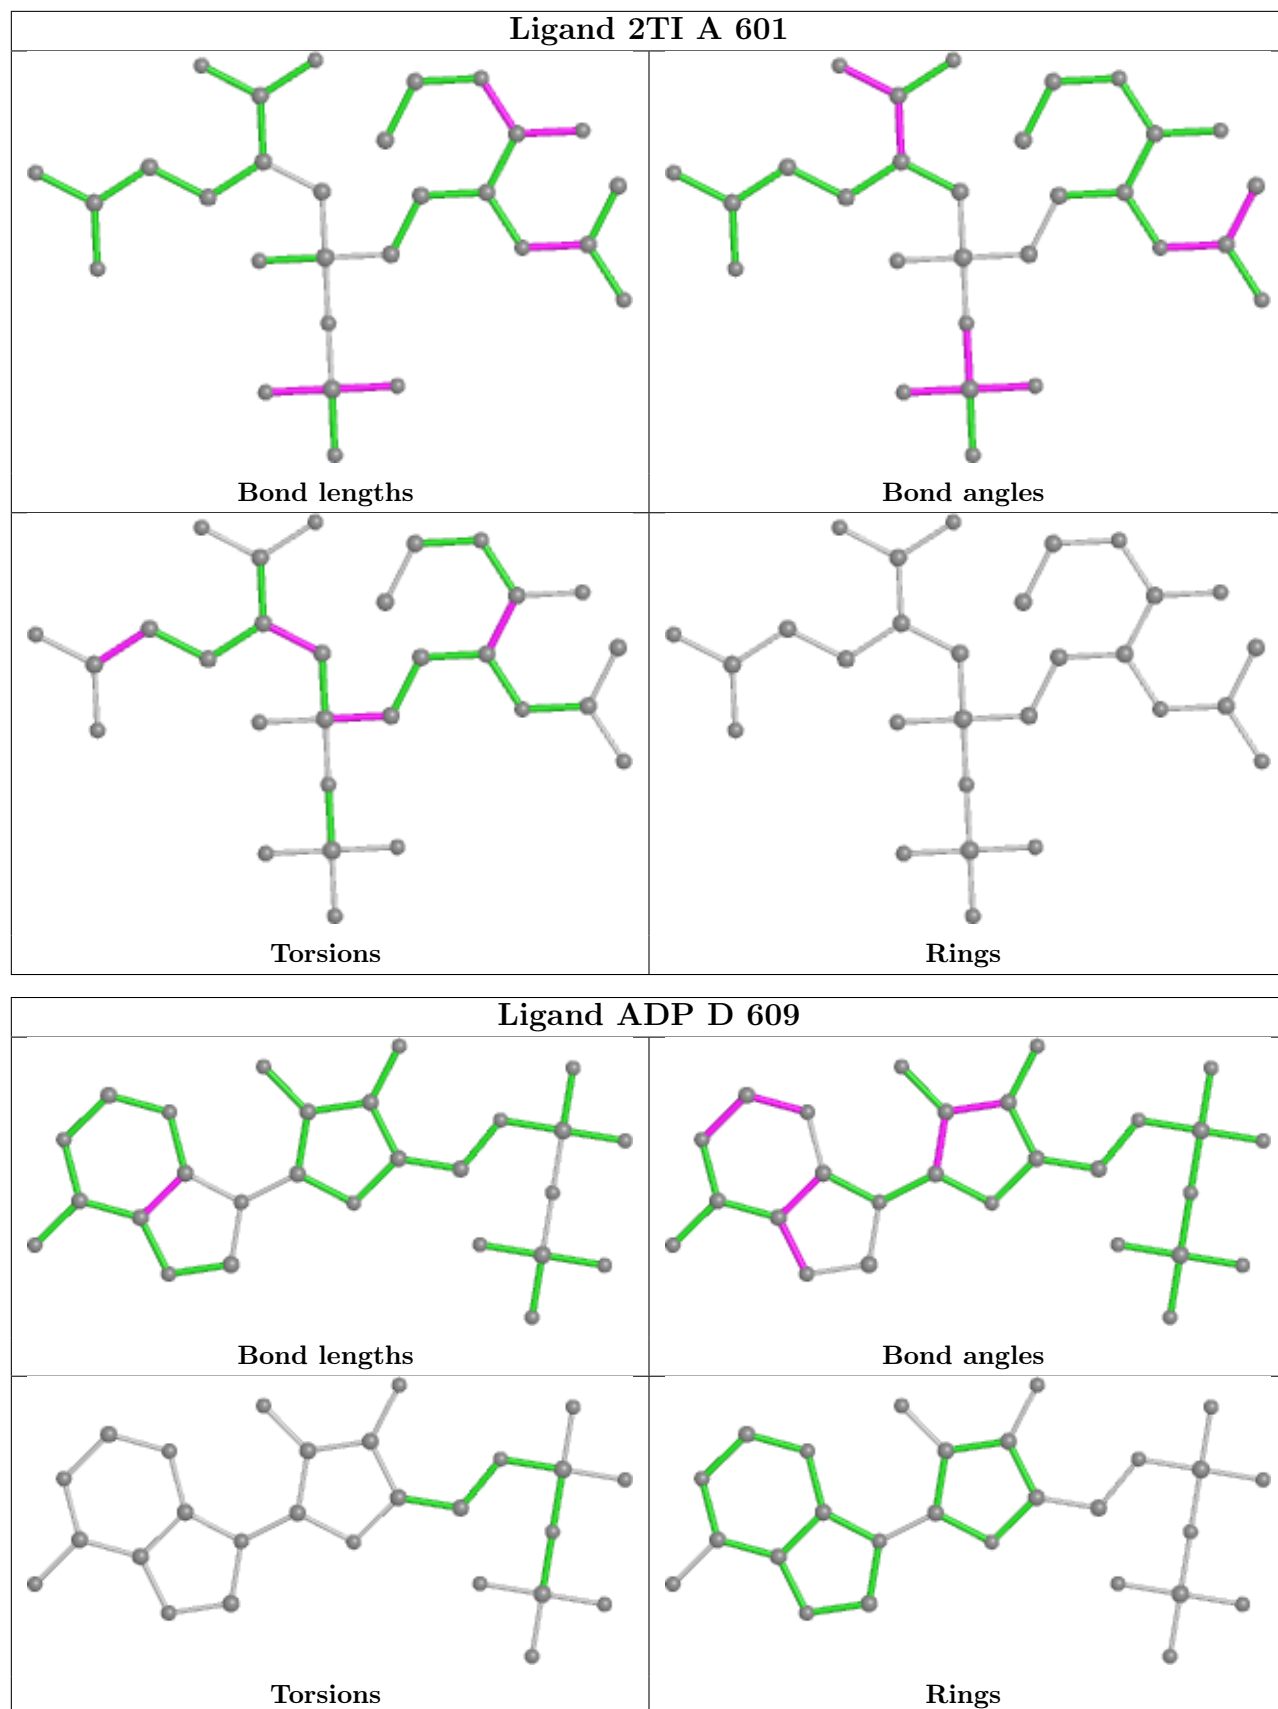 Ligand 2TI A 601
Bond lengths
Bond angles
Torsions
Rings
Ligand ADP D 609
Bond lengths
Bond angles
Torsions
Rings